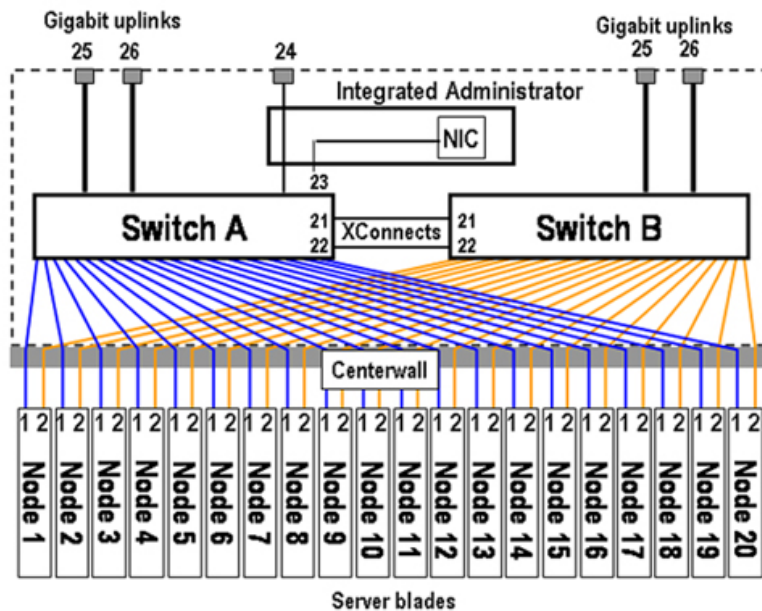 Gigabit uplinks
25 26
24
Gigabit uplinks
25 26
Integrated Administrator
NIC
23
Switch A
21
22
XConnects
21
22
Switch B
Centerwall
1 2 1 2 1 2 1 2 1 2 1 2 1 2 1 2 1 2 1 2 1 2 1 2 1 2 1 2 1 2 1 2 1 2 1 2 1 2 1 2
Node 1
Node 2
Node 3
Node 4
Node 5
Node 6
Node 7
Node 8
Node 9
Node 10
Node 11
Node 12
Node 13
Node 14
Node 15
Node 16
Node 17
Node 18
Node 19
Node 20
Server blades